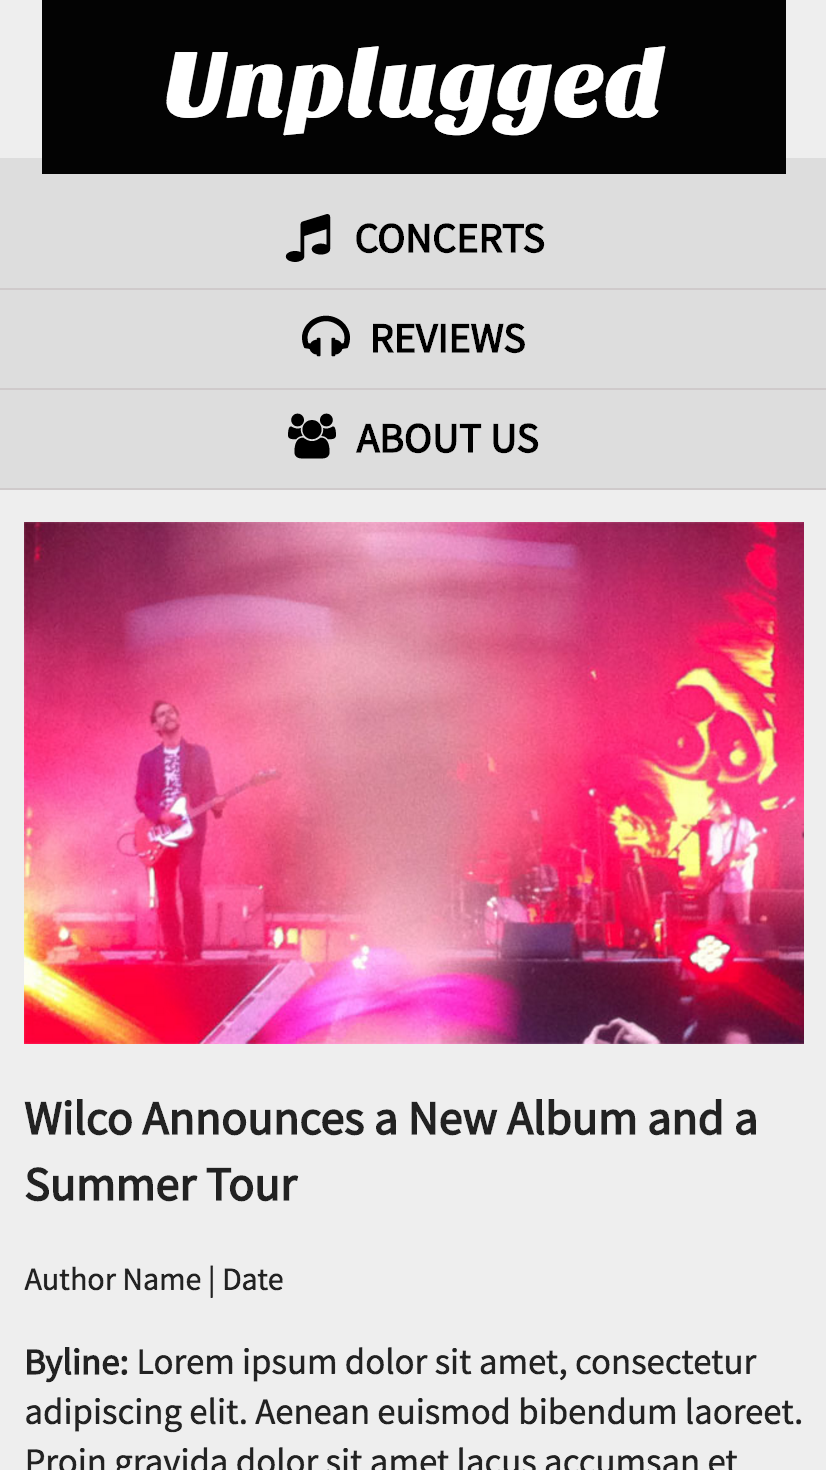 Unplugged
CONCERTS
REVIEWS
ABOUT US
Wilco Announces a New Album and a
Summer Tour
Author Name | Date
Byline: Lorem ipsum dolor sit amet, consectetur
adipiscing elit. Aenean euismod bibendum laoreet.
Proin gravida dolor sit amet lacus accumsan et